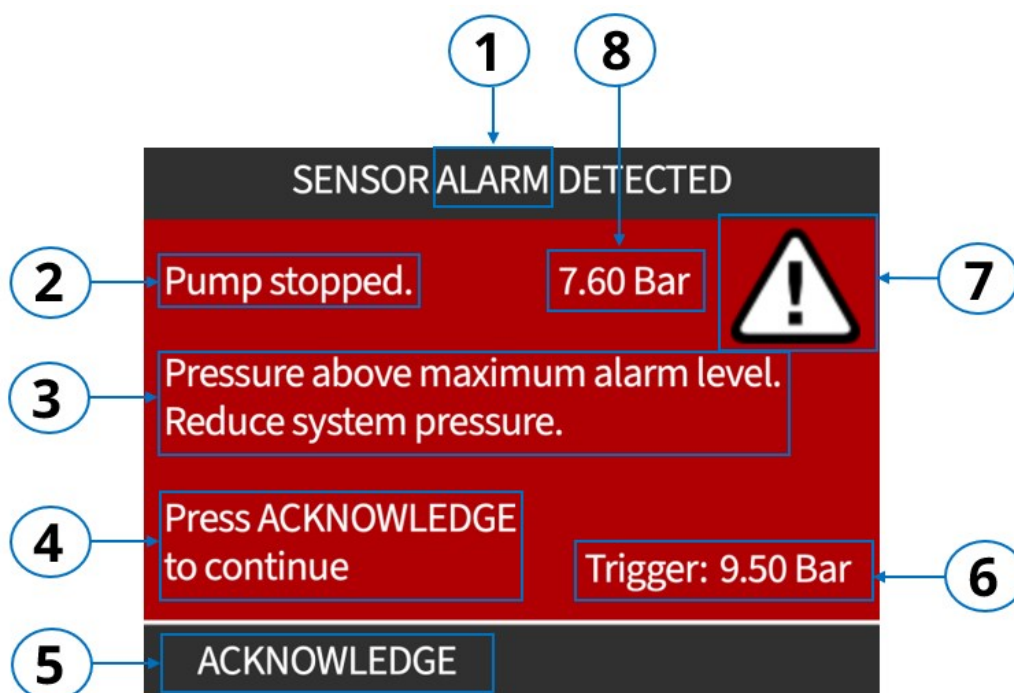 1 8
SENSOR ALARM DETECTED
2 Pump stopped. 7.60 Bar ! 7
3 Pressure above maximum alarm level.
Reduce system pressure.
4 Press ACKNOWLEDGE
to continue
Trigger: 9.50 Bar 6
5 ACKNOWLEDGE